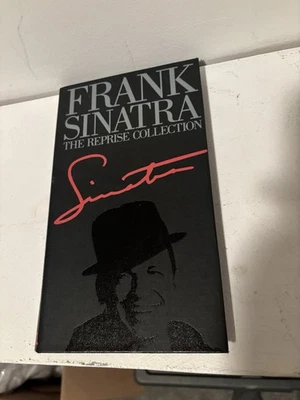 FRANK
SINATRA
THE REPRISE COLLECTION
Sinatra